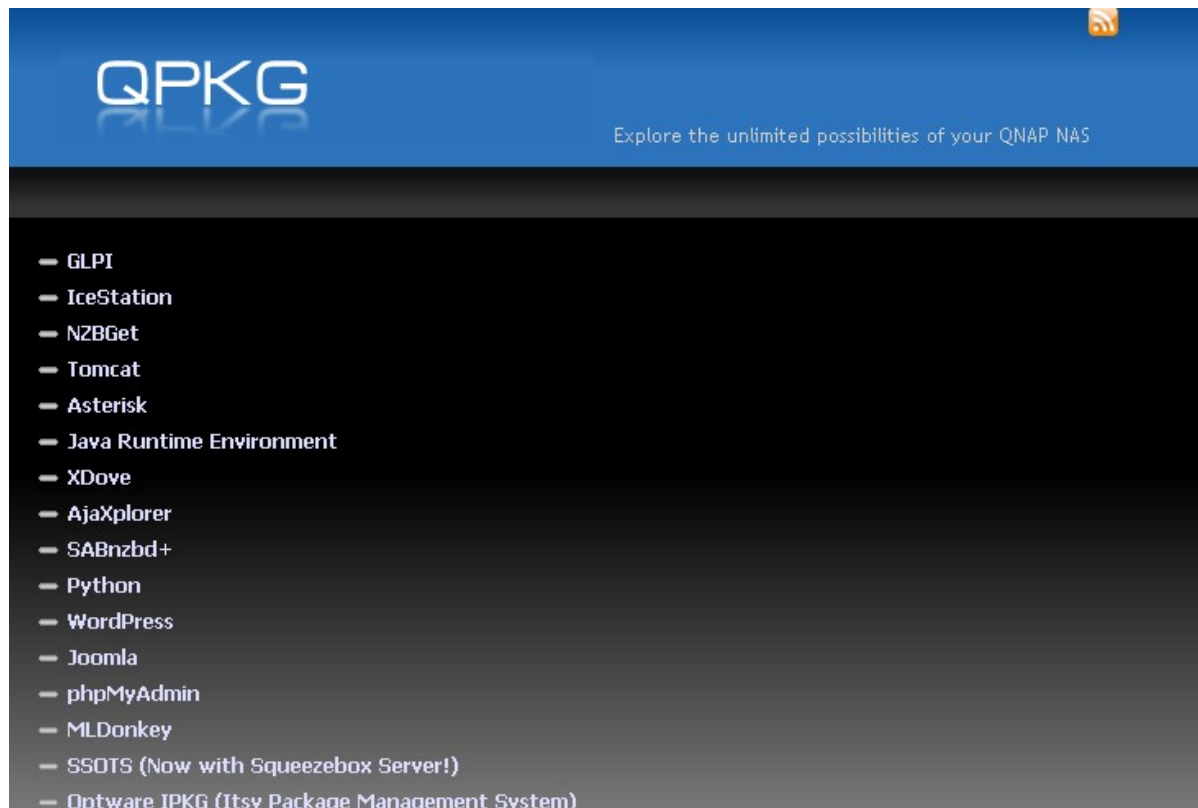 QPKG
Explore the unlimited possibilities of your QNAP NAS
GLPI
IceStation
NZBGet
Tomcat
Asterisk
Java Runtime Environment
XDove
AjaXplorer
SABnzbd+
Python
WordPress
Joomla
phpMyAdmin
MLDonkey
SSOTS (Now with Squeezebox Server!)
Optware IPKG (Itsy Package Management System)